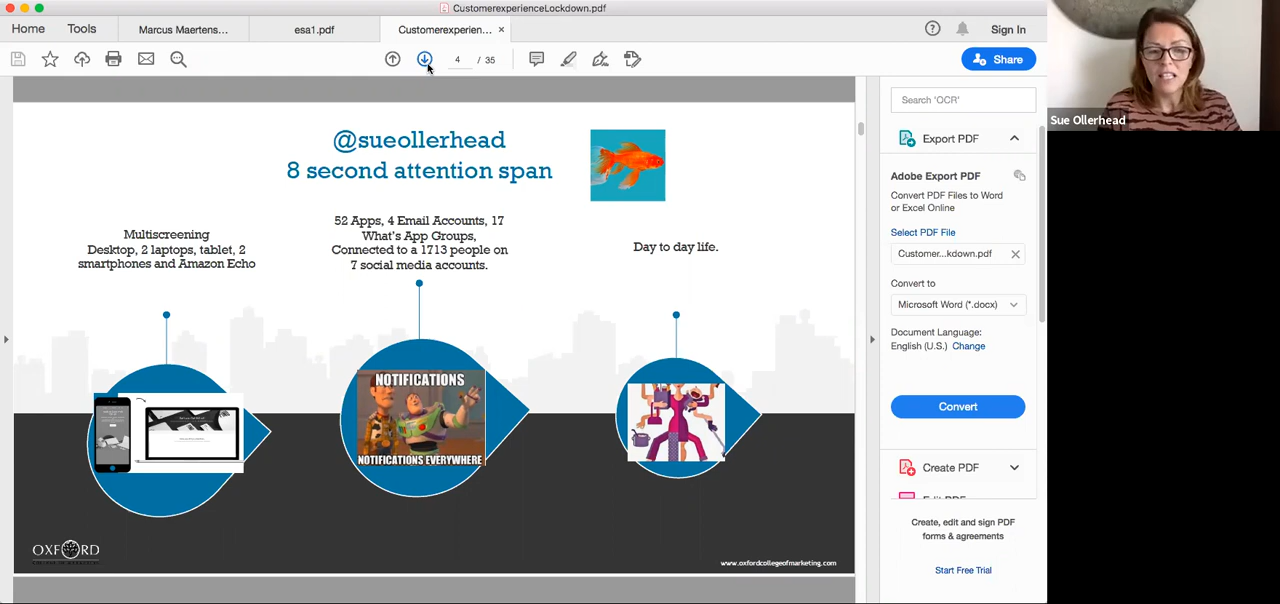 CustomerexperienceLockdown.pdf
Home
Tools
Marcus Maertens...
esa1.pdf
Customerexperien...
Sign In
4 / 35
Share
@sueollerhead
8 second attention span
Multiscreening
Desktop, 2 laptops, tablet, 2
smartphones and Amazon Echo
52 Apps, 4 Email Accounts, 17
What's App Groups,
Connected to a 1713 people on
7 social media accounts.
Day to day life.
NOTIFICATIONS
NOTIFICATIONS EVERYWHERE
OXFORD
www.oxfordcollegeofmarketing.com
Search 'OCR'
Export PDF
Adobe Export PDF
Convert PDF Files to Word
or Excel Online
Select PDF File
Customer...kdown.pdf
Convert to
Microsoft Word (*.docx)
Document Language:
English (U.S.) Change
Convert
Create PDF
Edit PDF
Create, edit and sign PDF
forms & agreements
Start Free Trial
Sue Ollerhead